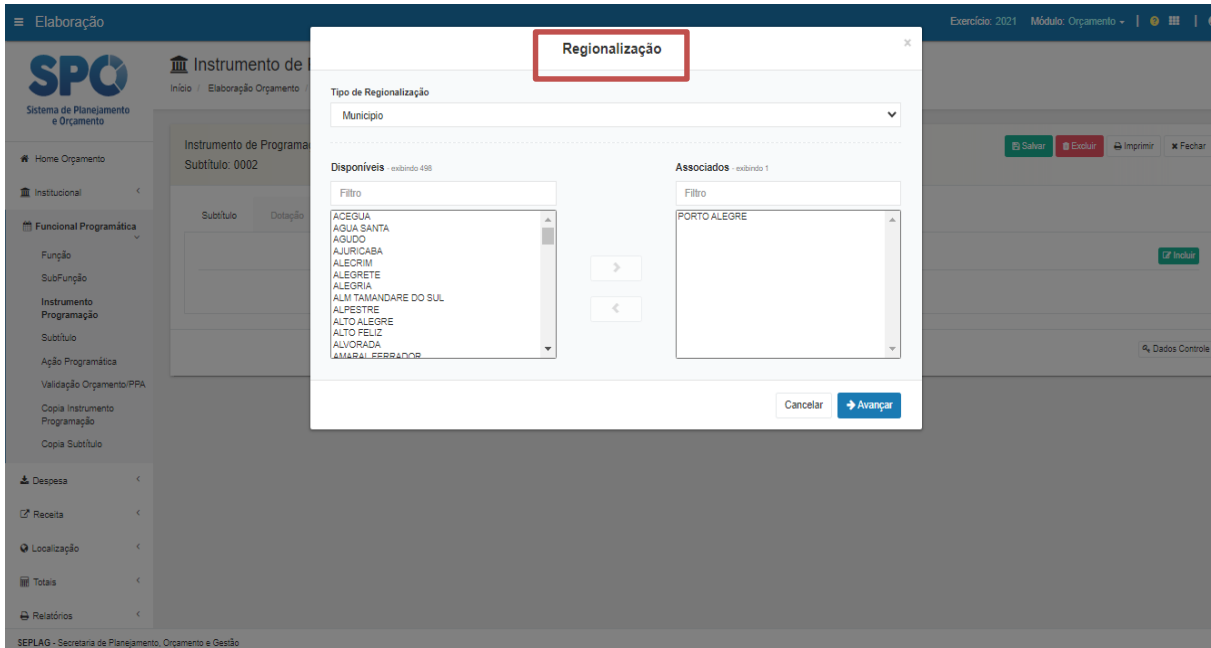 ≡ Elaboração
Exercício: 2021 Módulo: Orçamento
SPO
Sistema de Planejamento
e Orçamento
Home Orçamento
Institucional
Funcional Programática
Função
SubFunção
Instrumento
Programação
Subtítulo
Ação Programática
Validação Orçamento/PPA
Copia Instrumento
Programação
Copia Subtítulo
Despesa
Receita
Localização
Totais
Relatórios
Instrumento de
Início / Elaboração Orçamento /
Instrumento de Programa
Subtítulo: 0002
Salvar Excluir Imprimir × Fechar
Subtítulo Dotação
Incluir
Dados Controle
Regionalização ×
Tipo de Regionalização
Municipio
Disponíveis - exibindo 498
Filtro
ACEGUA
AGUA SANTA
AGUDO
AJURICABA
ALECRIM
ALEGRETE
ALEGRIA
ALM TAMANDARE DO SUL
ALPESTRE
ALTO ALEGRE
ALTO FELIZ
ALVORADA
AMARAL FERRADOR
> 
<
Associados - exibindo 1
Filtro
PORTO ALEGRE
Cancelar → Avançar
SEPLAG - Secretaria de Planejamento, Orçamento e Gestão